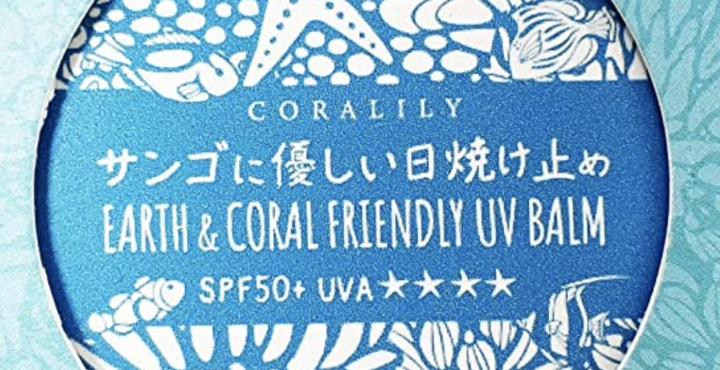 CORALILY
サンゴに優しい日焼け止め
EARTH & CORAL FRIENDLY UV BALM
SPF50+ UVA★★★★